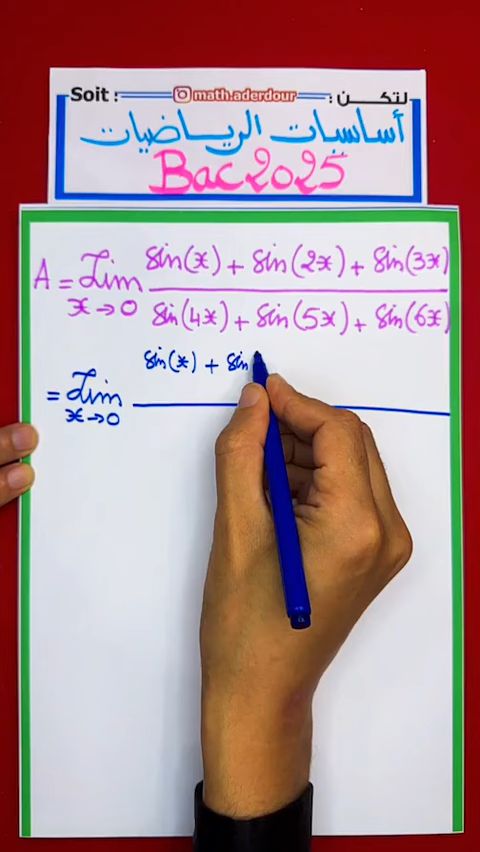 Soit : math.aderdour لتكن :
أساسيات الرياضيات
Bac2025
A = Lim x→0 (sin(x) + sin(2x) + sin(3x)) / (sin(4x) + sin(5x) + sin(6x))
= Lim x→0 sin(x) + sin